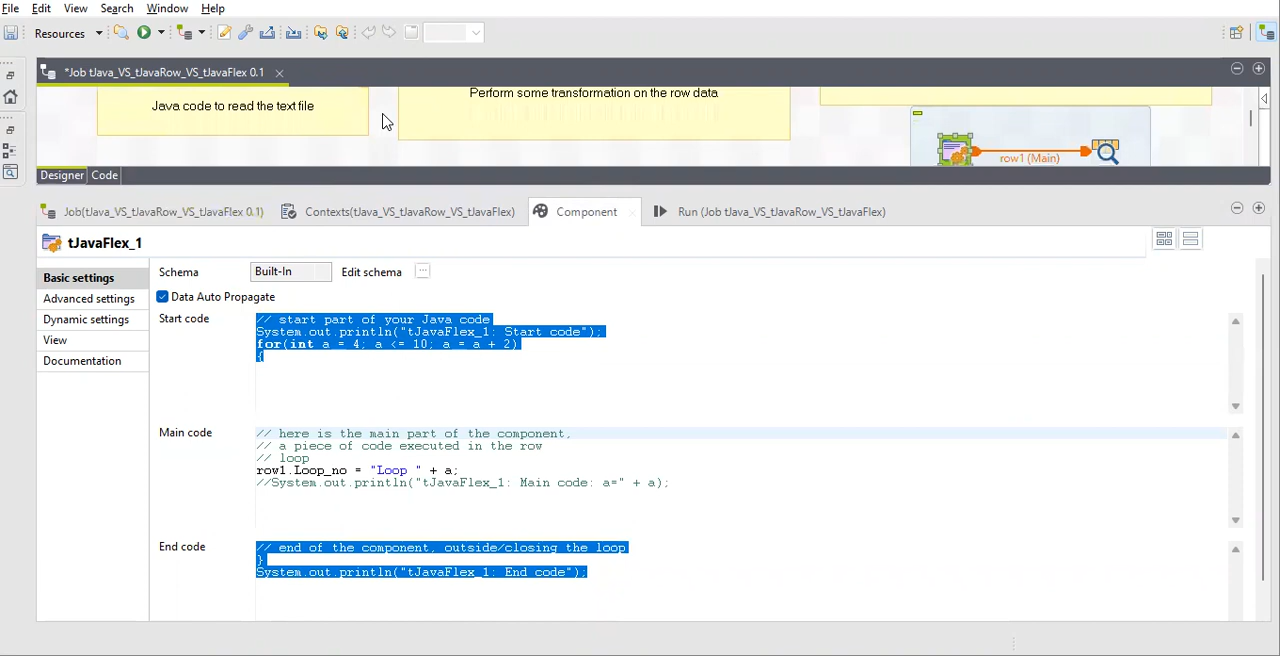 File Edit View Search Window Help
Resources
*Job tJava_VS_tJavaRow_VS_tJavaFlex 0.1
Java code to read the text file
Perform some transformation on the row data
row1 (Main)
Designer Code
Job(tJava_VS_tJavaRow_VS_tJavaFlex 0.1) Contexts(tJava_VS_tJavaRow_VS_tJavaFlex) Component Run (Job tJava_VS_tJavaRow_VS_tJavaFlex)
tJavaFlex_1
Basic settings
Advanced settings
Dynamic settings
View
Documentation
Schema Built-In Edit schema ...
Data Auto Propagate
Start code
// start part of your Java code
System.out.println("tJavaFlex_1: Start code");
for(int a = 4; a <= 10; a = a + 2)
{
Main code
// here is the main part of the component,
// a piece of code executed in the row
// loop
row1.Loop_no = "Loop " + a;
//System.out.println("tJavaFlex_1: Main code: a=" + a);
End code
// end of the component, outside/closing the loop
}
System.out.println("tJavaFlex_1: End code");